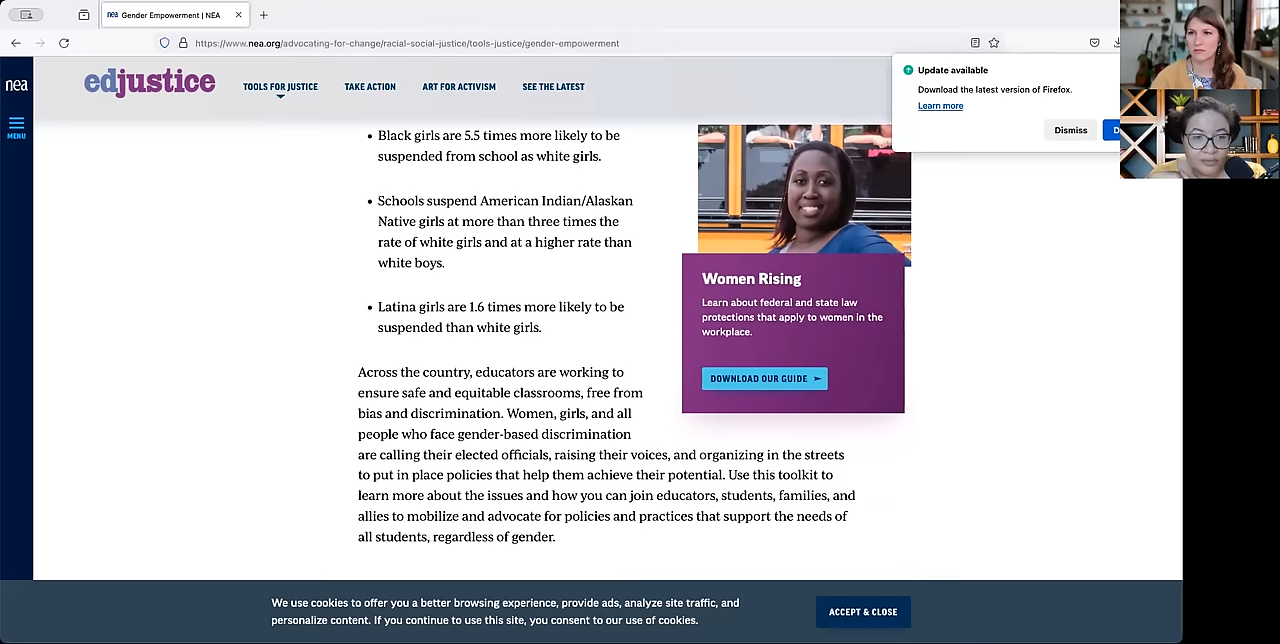 nea Gender Empowerment | NEA
https://www.nea.org/advocating-for-change/racial-social-justice/tools-justice/gender-empowerment
nea
MENU
edjustice
TOOLS FOR JUSTICE TAKE ACTION ART FOR ACTIVISM SEE THE LATEST
Update available
Download the latest version of Firefox.
Learn more
Dismiss
D
• Black girls are 5.5 times more likely to be
suspended from school as white girls.
• Schools suspend American Indian/Alaskan
Native girls at more than three times the
rate of white girls and at a higher rate than
white boys.
• Latina girls are 1.6 times more likely to be
suspended than white girls.
Women Rising
Learn about federal and state law
protections that apply to women in the
workplace.
DOWNLOAD OUR GUIDE
Across the country, educators are working to
ensure safe and equitable classrooms, free from
bias and discrimination. Women, girls, and all
people who face gender-based discrimination
are calling their elected officials, raising their voices, and organizing in the streets
to put in place policies that help them achieve their potential. Use this toolkit to
learn more about the issues and how you can join educators, students, families, and
allies to mobilize and advocate for policies and practices that support the needs of
all students, regardless of gender.
We use cookies to offer you a better browsing experience, provide ads, analyze site traffic, and
personalize content. If you continue to use this site, you consent to our use of cookies.
ACCEPT & CLOSE